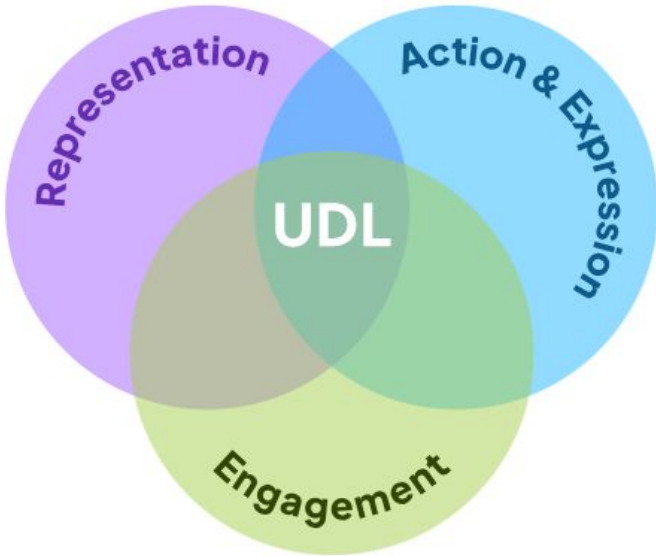 Representation
Action & Expression
UDL
Engagement